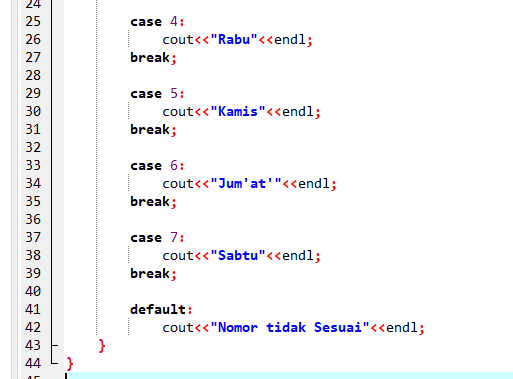 24
25 case 4:
26 cout<<"Rabu"<<endl;
27 break;
28
29 case 5:
30 cout<<"Kamis"<<endl;
31 break;
32
33 case 6:
34 cout<<"Jum'at'"<<endl;
35 break;
36
37 case 7:
38 cout<<"Sabtu"<<endl;
39 break;
40
41 default:
42 cout<<"Nomor tidak Sesuai"<<endl;
43 }
44 }
45